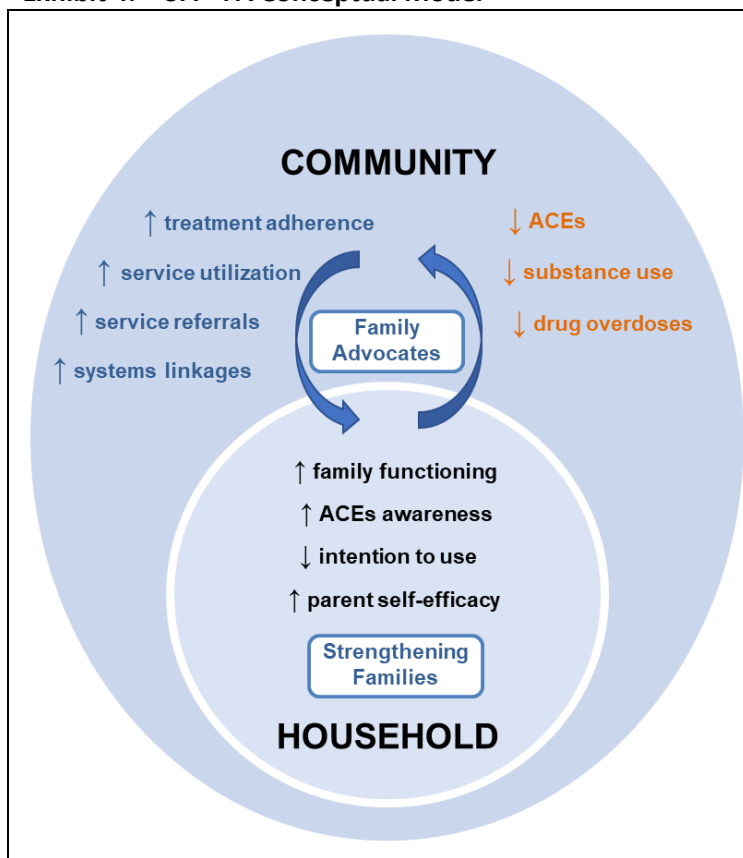 COMMUNITY
↑ treatment adherence
↑ service utilization
↑ service referrals
↑ systems linkages
↓ ACEs
↓ substance use
↓ drug overdoses
Family
Advocates
↑ family functioning
↑ ACEs awareness
↓ intention to use
↑ parent self-efficacy
Strengthening
Families
HOUSEHOLD